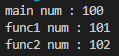 main num : 100
func1 num : 101
func2 num : 102